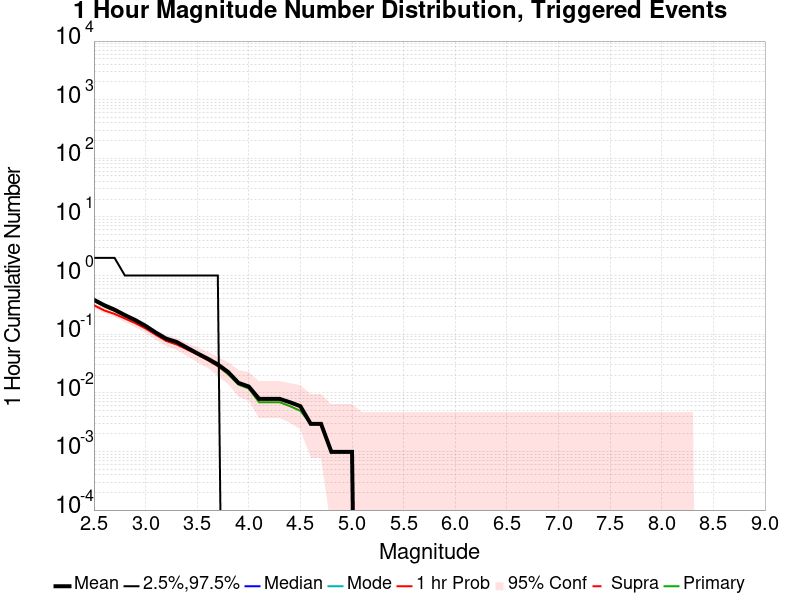 1 Hour Magnitude Number Distribution, Triggered Events
10 4
10 3
10 2
10 1
10 0
10 -1
10 -2
10 -3
10 -4
1 Hour Cumulative Number
2.5 3.0 3.5 4.0 4.5 5.0 5.5 6.0 6.5 7.0 7.5 8.0 8.5 9.0
Magnitude
Mean 2.5%,97.5% Median Mode 1 hr Prob 95% Conf Supra Primary